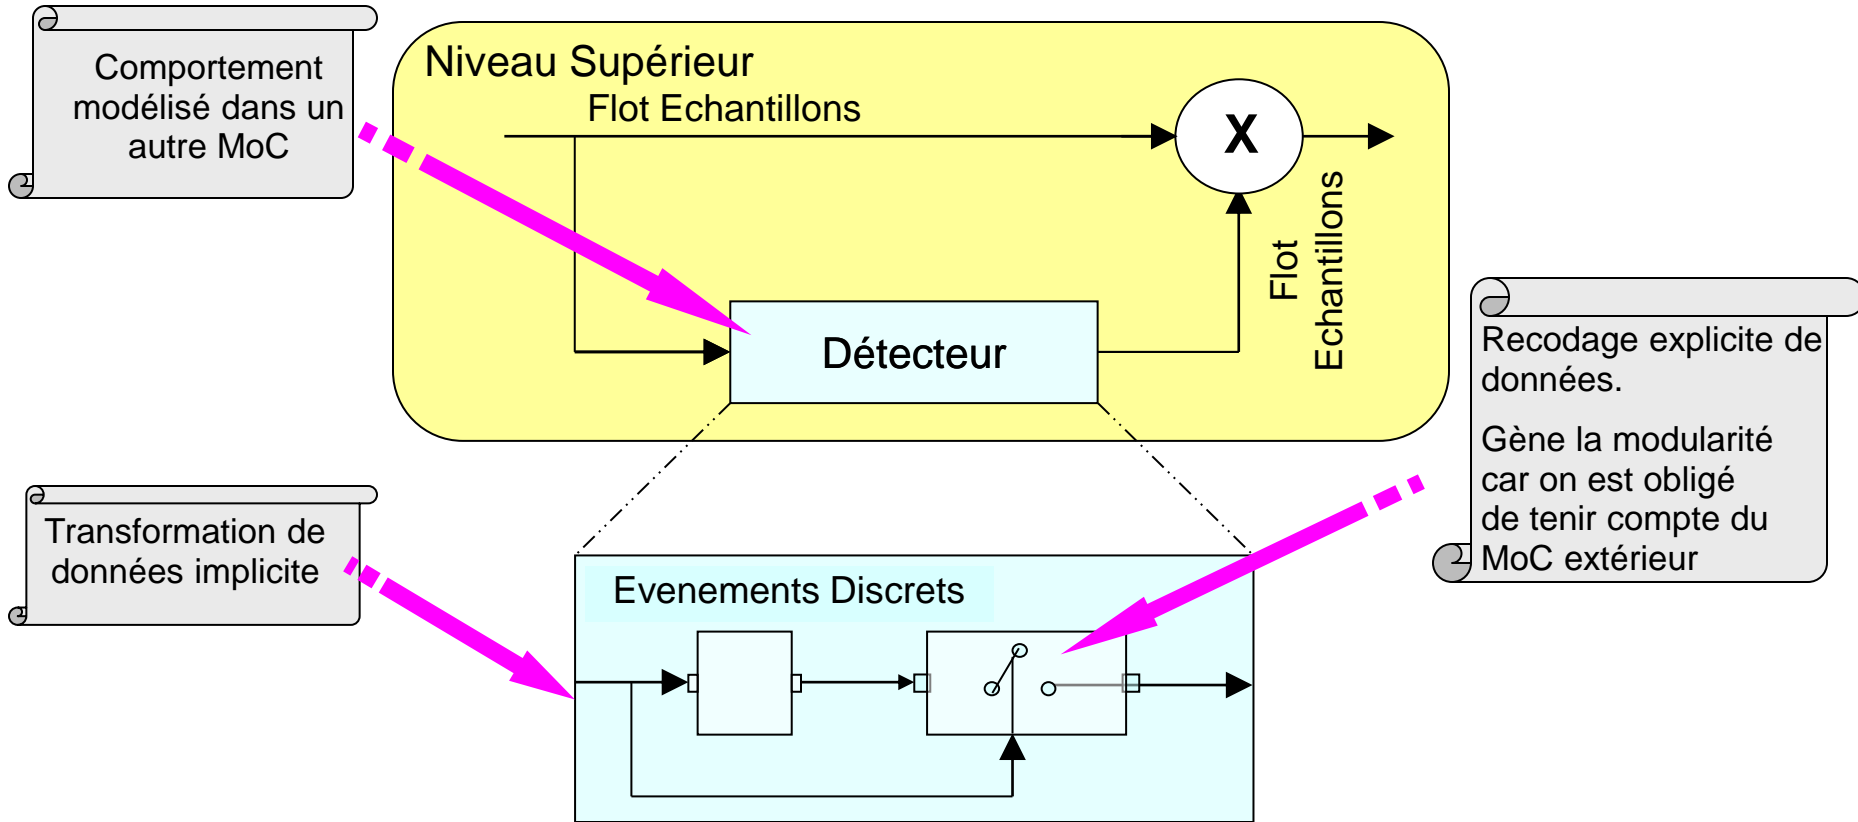 Comportement
modélisé dans un
autre MoC
Niveau Supérieur
Flot Echantillons
X
Flot
Echantillons
Détecteur
Recodage explicite de
données.
Gène la modularité
car on est obligé
de tenir compte du
MoC extérieur
Transformation de
données implicite
Evenements Discrets